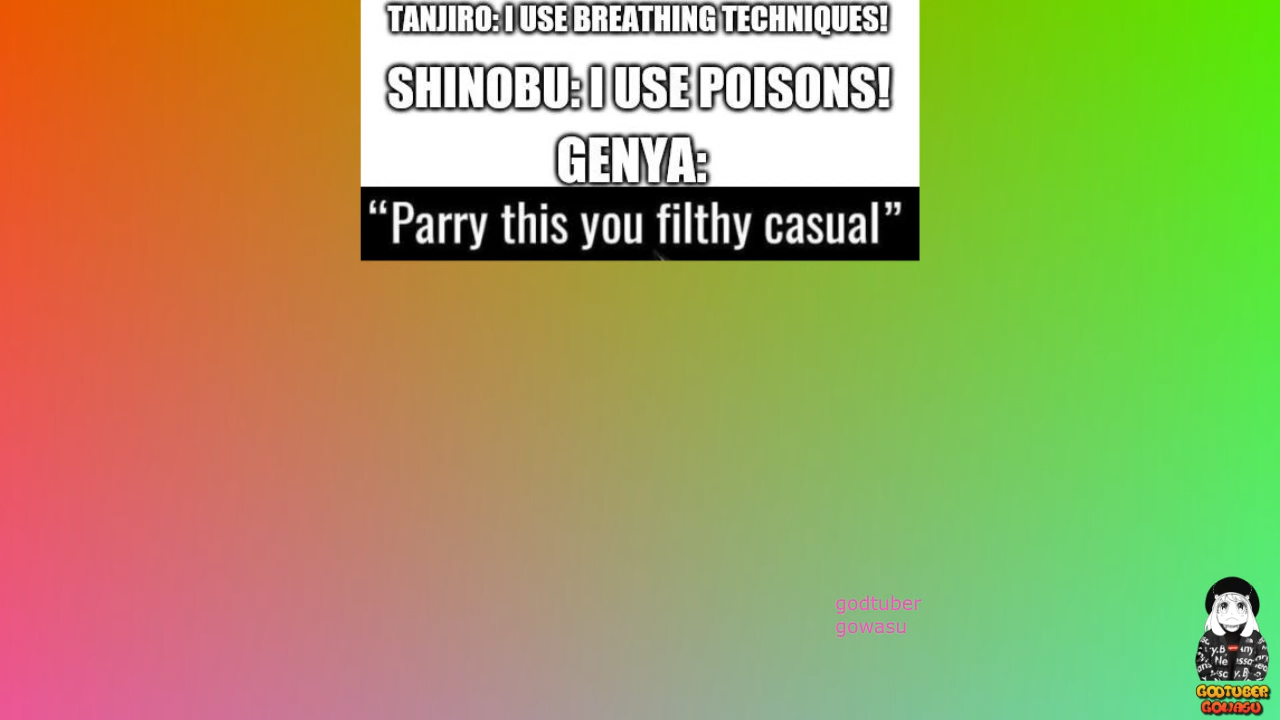 TANJIRO: I USE BREATHING TECHNIQUES!
SHINOBU: I USE POISONS!
GENYA:
“Parry this you filthy casual”
godtuber
gowasu
GODTUBER
GOWASU